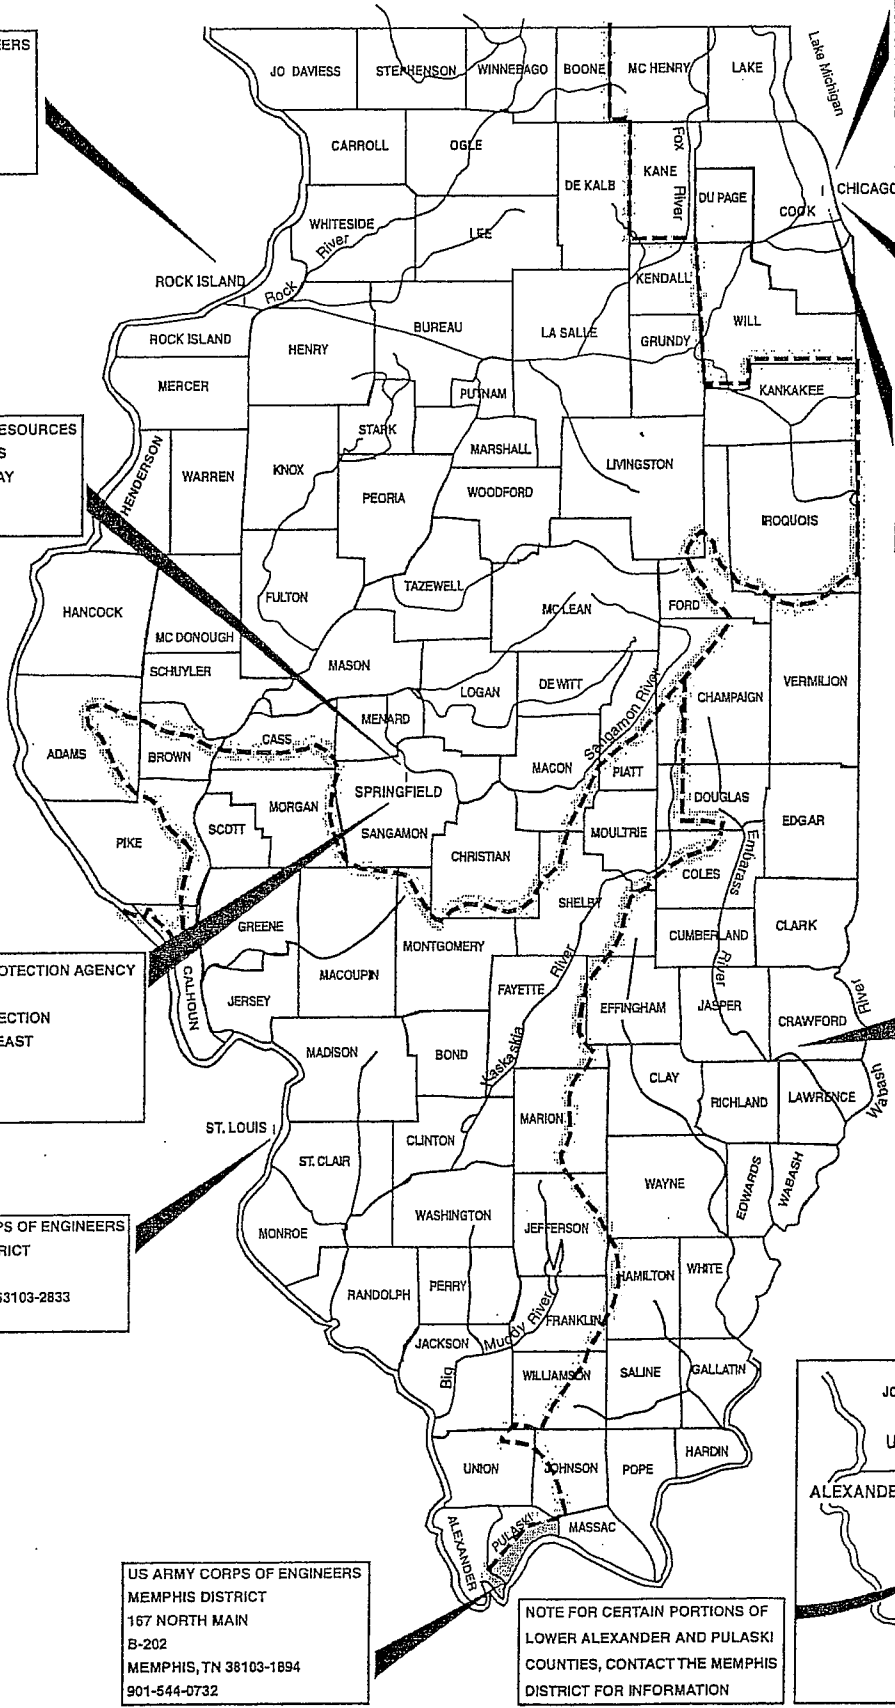 EERS
JO DAVIESS
STEPHENSON
WINNEBAGO
BOONE
MC HENRY
LAKE
Lake Michigan
CARROLL
OGLE
DE KALB
KANE
Fox
River
DU PAGE
COOK
CHICAGO
WHITESIDE
LEE
Rock
River
KENDALL
ROCK ISLAND
ROCK ISLAND
HENRY
BUREAU
LA SALLE
GRUNDY
WILL
MERCER
PUTNAM
KANKAKEE
ESOURCES
S
AY
STARK
HENDERSON
WARREN
KNOX
MARSHALL
LIVINGSTON
PEORIA
WOODFORD
IROQUOIS
HANCOCK
FULTON
TAZEWELL
MC LEAN
FORD
MC DONOUGH
SCHUYLER
MASON
LOGAN
DE WITT
Sangamon River
CHAMPAIGN
VERMILION
ADAMS
BROWN
CASS
MENARD
MACON
PIATT
SPRINGFIELD
DOUGLAS
PIKE
SCOTT
MORGAN
SANGAMON
CHRISTIAN
MOULTRIE
EDGAR
Embarass
River
COLES
SHELBY
GREENE
MONTGOMERY
CUMBERLAND
CLARK
OTECTION AGENCY
ECTION
EAST
CALHOUN
JERSEY
MACOUPIN
FAYETTE
Kaskaskia
River
EFFINGHAM
JASPER
CRAWFORD
Wabash
River
MADISON
BOND
CLAY
RICHLAND
LAWRENCE
ST. LOUIS
CLINTON
MARION
ST. CLAIR
WAYNE
EDWARDS
WABASH
PS OF ENGINEERS
RICT
63103-2833
MONROE
WASHINGTON
JEFFERSON
RANDOLPH
PERRY
HAMILTON
WHITE
JACKSON
Big
Muddy River
FRANKLIN
WILLIAMSON
SALINE
GALLATIN
UNION
JOHNSON
POPE
HARDIN
ALEXANDER
PULASKI
MASSAC
JO
U
ALEXANDE
US ARMY CORPS OF ENGINEERS
MEMPHIS DISTRICT
167 NORTH MAIN
B-202
MEMPHIS, TN 38103-1894
901-544-0732
NOTE FOR CERTAIN PORTIONS OF
LOWER ALEXANDER AND PULASKI
COUNTIES, CONTACT THE MEMPHIS
DISTRICT FOR INFORMATION